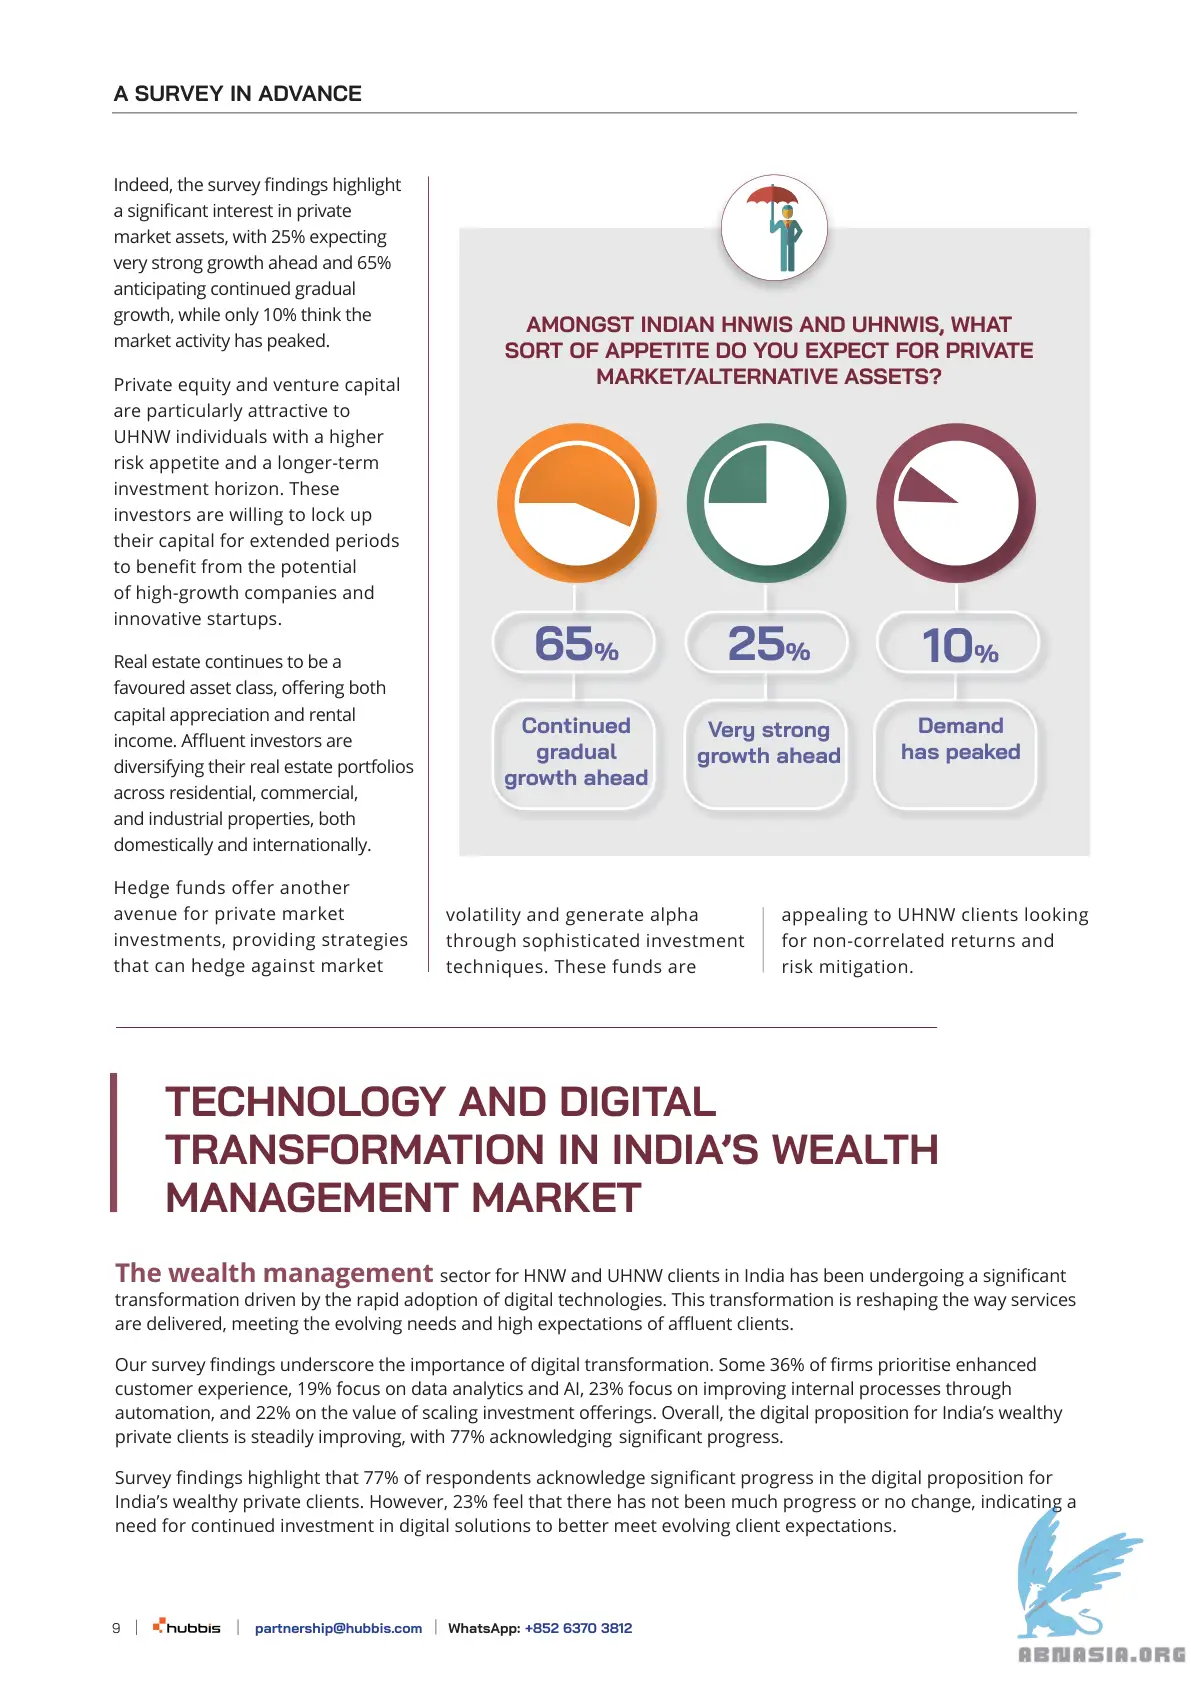 A SURVEY IN ADVANCE
Indeed, the survey findings highlight
a significant interest in private
market assets, with 25% expecting
very strong growth ahead and 65%
anticipating continued gradual
growth, while only 10% think the
market activity has peaked.
Private equity and venture capital
are particularly attractive to
UHNW individuals with a higher
risk appetite and a longer-term
investment horizon. These
investors are willing to lock up
their capital for extended periods
to benefit from the potential
of high-growth companies and
innovative startups.
Real estate continues to be a
favoured asset class, offering both
capital appreciation and rental
income. Affluent investors are
diversifying their real estate portfolios
across residential, commercial,
and industrial properties, both
domestically and internationally.
Hedge funds offer another
avenue for private market
investments, providing strategies
that can hedge against market
AMONGST INDIAN HNWIS AND UHNWIS, WHAT
SORT OF APPETITE DO YOU EXPECT FOR PRIVATE
MARKET/ALTERNATIVE ASSETS?
65%
Continued
gradual
growth ahead
25%
Very strong
growth ahead
10%
Demand
has peaked
volatility and generate alpha
through sophisticated investment
techniques. These funds are
appealing to UHNW clients looking
for non-correlated returns and
risk mitigation.
TECHNOLOGY AND DIGITAL
TRANSFORMATION IN INDIA'S WEALTH
MANAGEMENT MARKET
The wealth management sector for HNW and UHNW clients in India has been undergoing a significant
transformation driven by the rapid adoption of digital technologies. This transformation is reshaping the way services
are delivered, meeting the evolving needs and high expectations of affluent clients.
Our survey findings underscore the importance of digital transformation. Some 36% of firms prioritise enhanced
customer experience, 19% focus on data analytics and AI, 23% focus on improving internal processes through
automation, and 22% on the value of scaling investment offerings. Overall, the digital proposition for India's wealthy
private clients is steadily improving, with 77% acknowledging significant progress.
Survey findings highlight that 77% of respondents acknowledge significant progress in the digital proposition for
India's wealthy private clients. However, 23% feel that there has not been much progress or no change, indicating a
need for continued investment in digital solutions to better meet evolving client expectations.
9 | hubbis | partnership@hubbis.com | WhatsApp: +852 6370 3812
ABNASIA.ORG